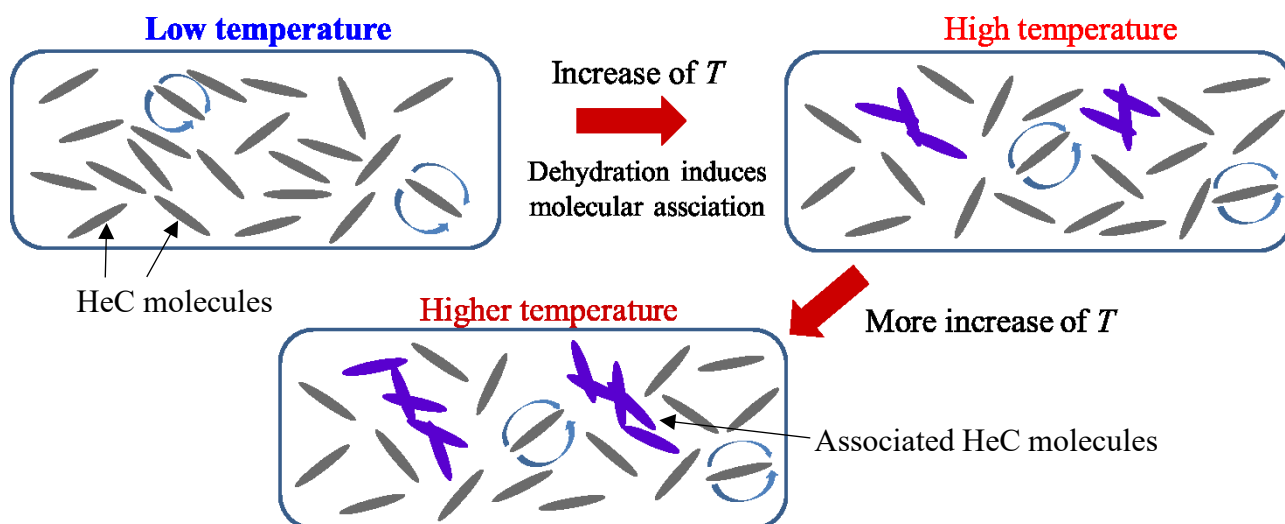 Low temperature
High temperature
Increase of T
Dehydration induces
molecular assciation
HeC molecules
Higher temperature
More increase of T
Associated HeC molecules